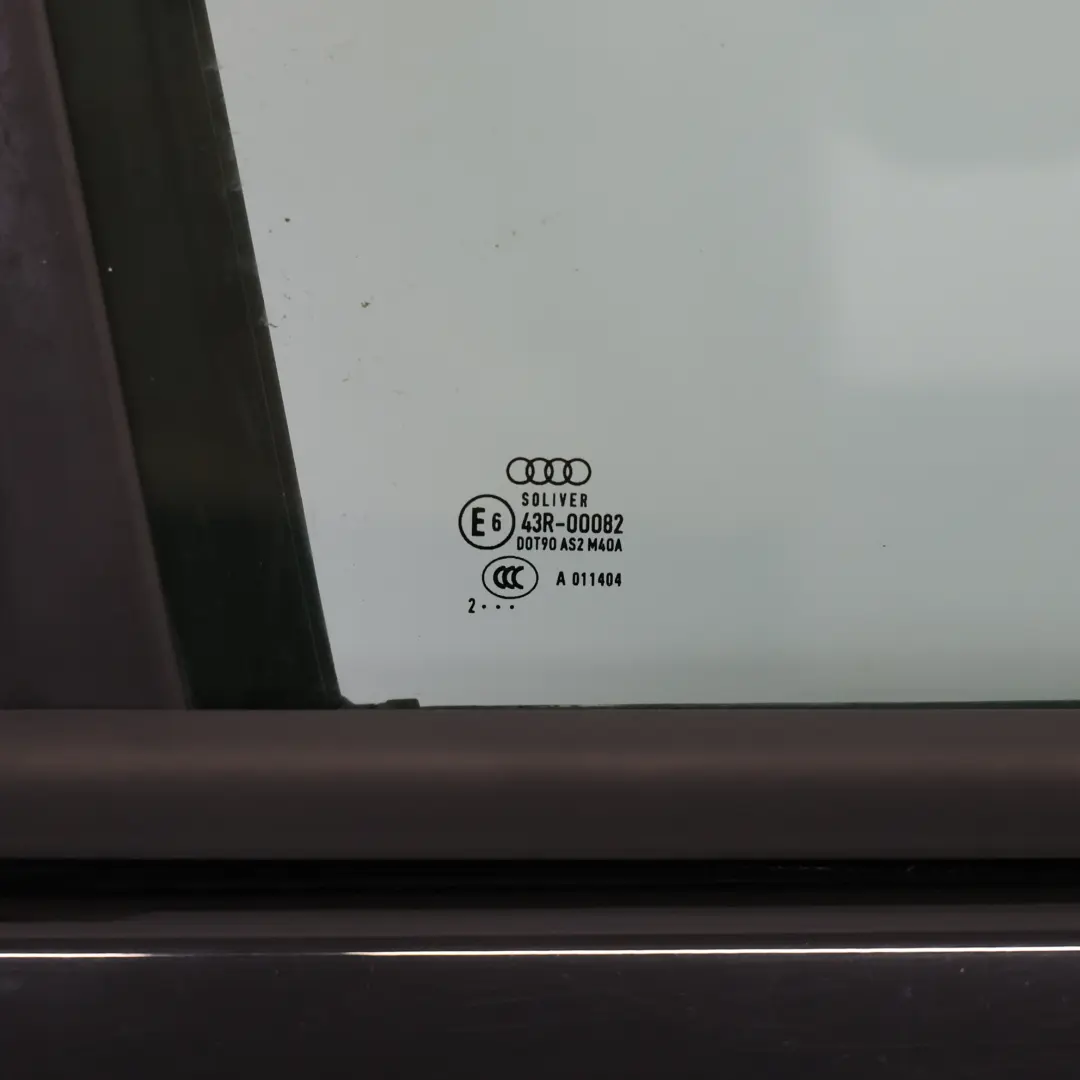 SOLIVER
E6 43R-00082
DOT90 AS2 M40A
CCC A 011404
2...